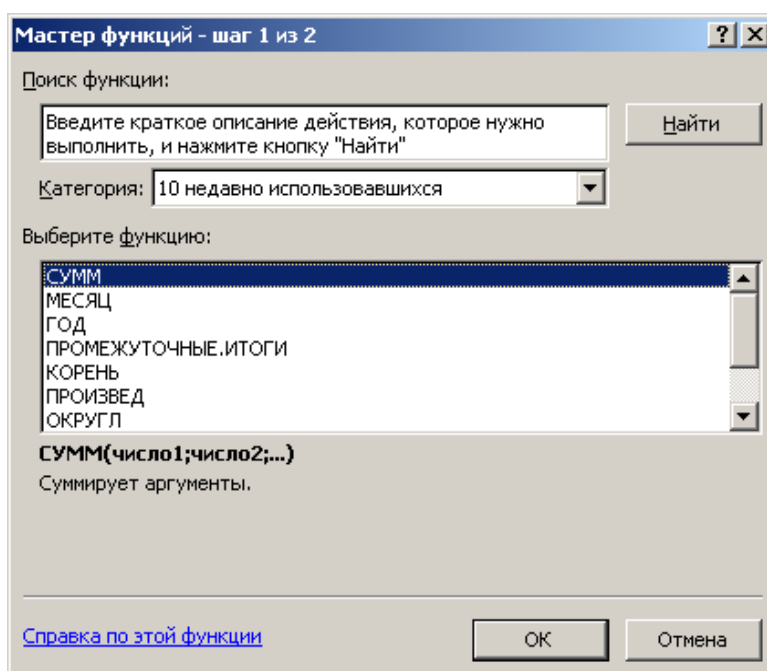 Мастер функций - шаг 1 из 2
Поиск функции:
Введите краткое описание действия, которое нужно
выполнить, и нажмите кнопку "Найти"
Найти
Категория: 10 недавно использовавшихся
Выберите функцию:
СУММ
МЕСЯЦ
ГОД
ПРОМЕЖУТОЧНЫЕ.ИТОГИ
КОРЕНЬ
ПРОИЗВЕД
ОКРУГЛ
СУММ(число1;число2;...)
Суммирует аргументы.
Справка по этой функции
ОК
Отмена